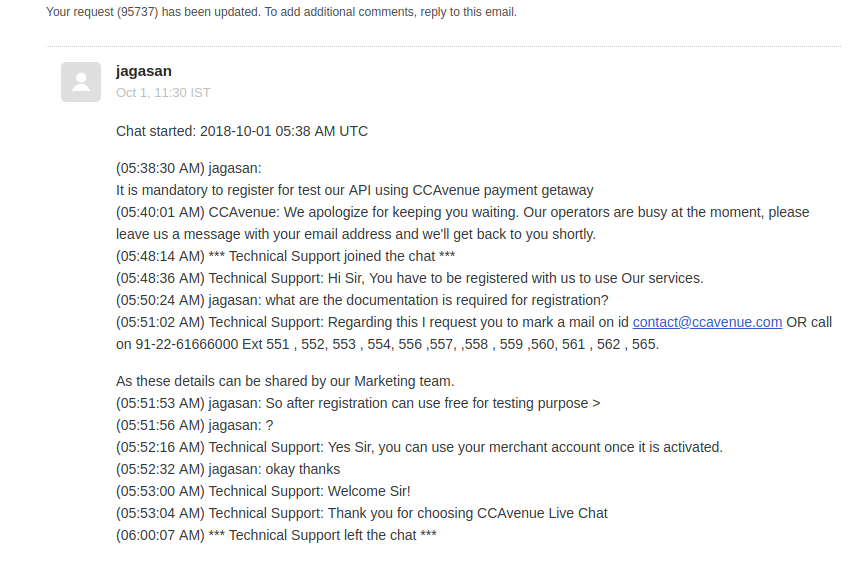 Your request (95737) has been updated. To add additional comments, reply to this email.
jagasan
Oct 1, 11:30 IST
Chat started: 2018-10-01 05:38 AM UTC
(05:38:30 AM) jagasan:
It is mandatory to register for test our API using CCAvenue payment getaway
(05:40:01 AM) CCAvenue: We apologize for keeping you waiting. Our operators are busy at the moment, please
leave us a message with your email address and we'll get back to you shortly.
(05:48:14 AM) *** Technical Support joined the chat ***
(05:48:36 AM) Technical Support: Hi Sir, You have to be registered with us to use Our services.
(05:50:24 AM) jagasan: what are the documentation is required for registration?
(05:51:02 AM) Technical Support: Regarding this I request you to mark a mail on id contact@ccavenue.com OR call
on 91-22-61666000 Ext 551 , 552, 553 , 554, 556 ,557, ,558 , 559 ,560, 561 , 562 , 565.
As these details can be shared by our Marketing team.
(05:51:53 AM) jagasan: So after registration can use free for testing purpose >
(05:51:56 AM) jagasan: ?
(05:52:16 AM) Technical Support: Yes Sir, you can use your merchant account once it is activated.
(05:52:32 AM) jagasan: okay thanks
(05:53:00 AM) Technical Support: Welcome Sir!
(05:53:04 AM) Technical Support: Thank you for choosing CCAvenue Live Chat
(06:00:07 AM) *** Technical Support left the chat ***